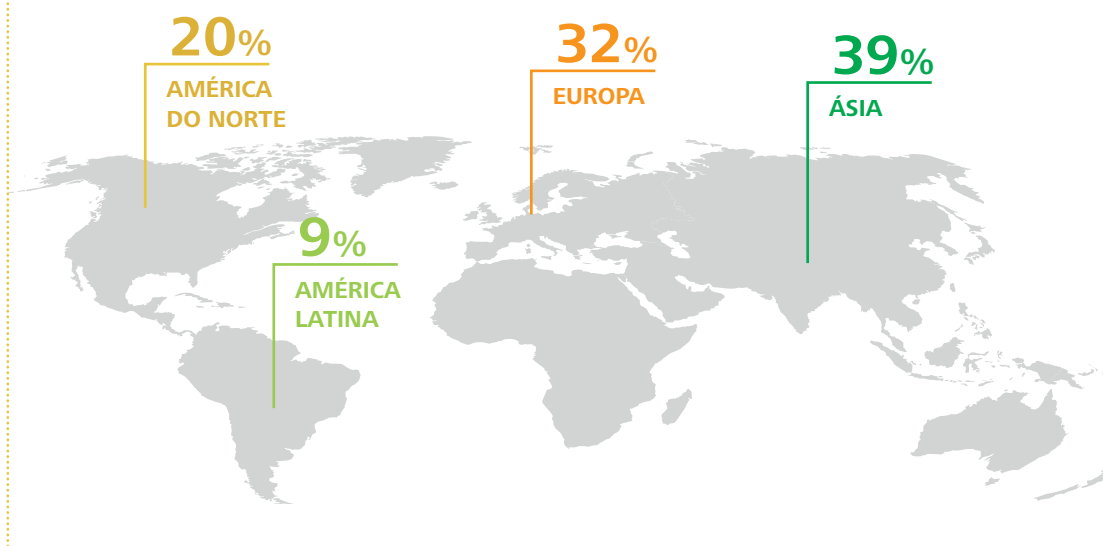 20%
AMÉRICA
DO NORTE
32%
EUROPA
39%
ÁSIA
9%
AMÉRICA
LATINA